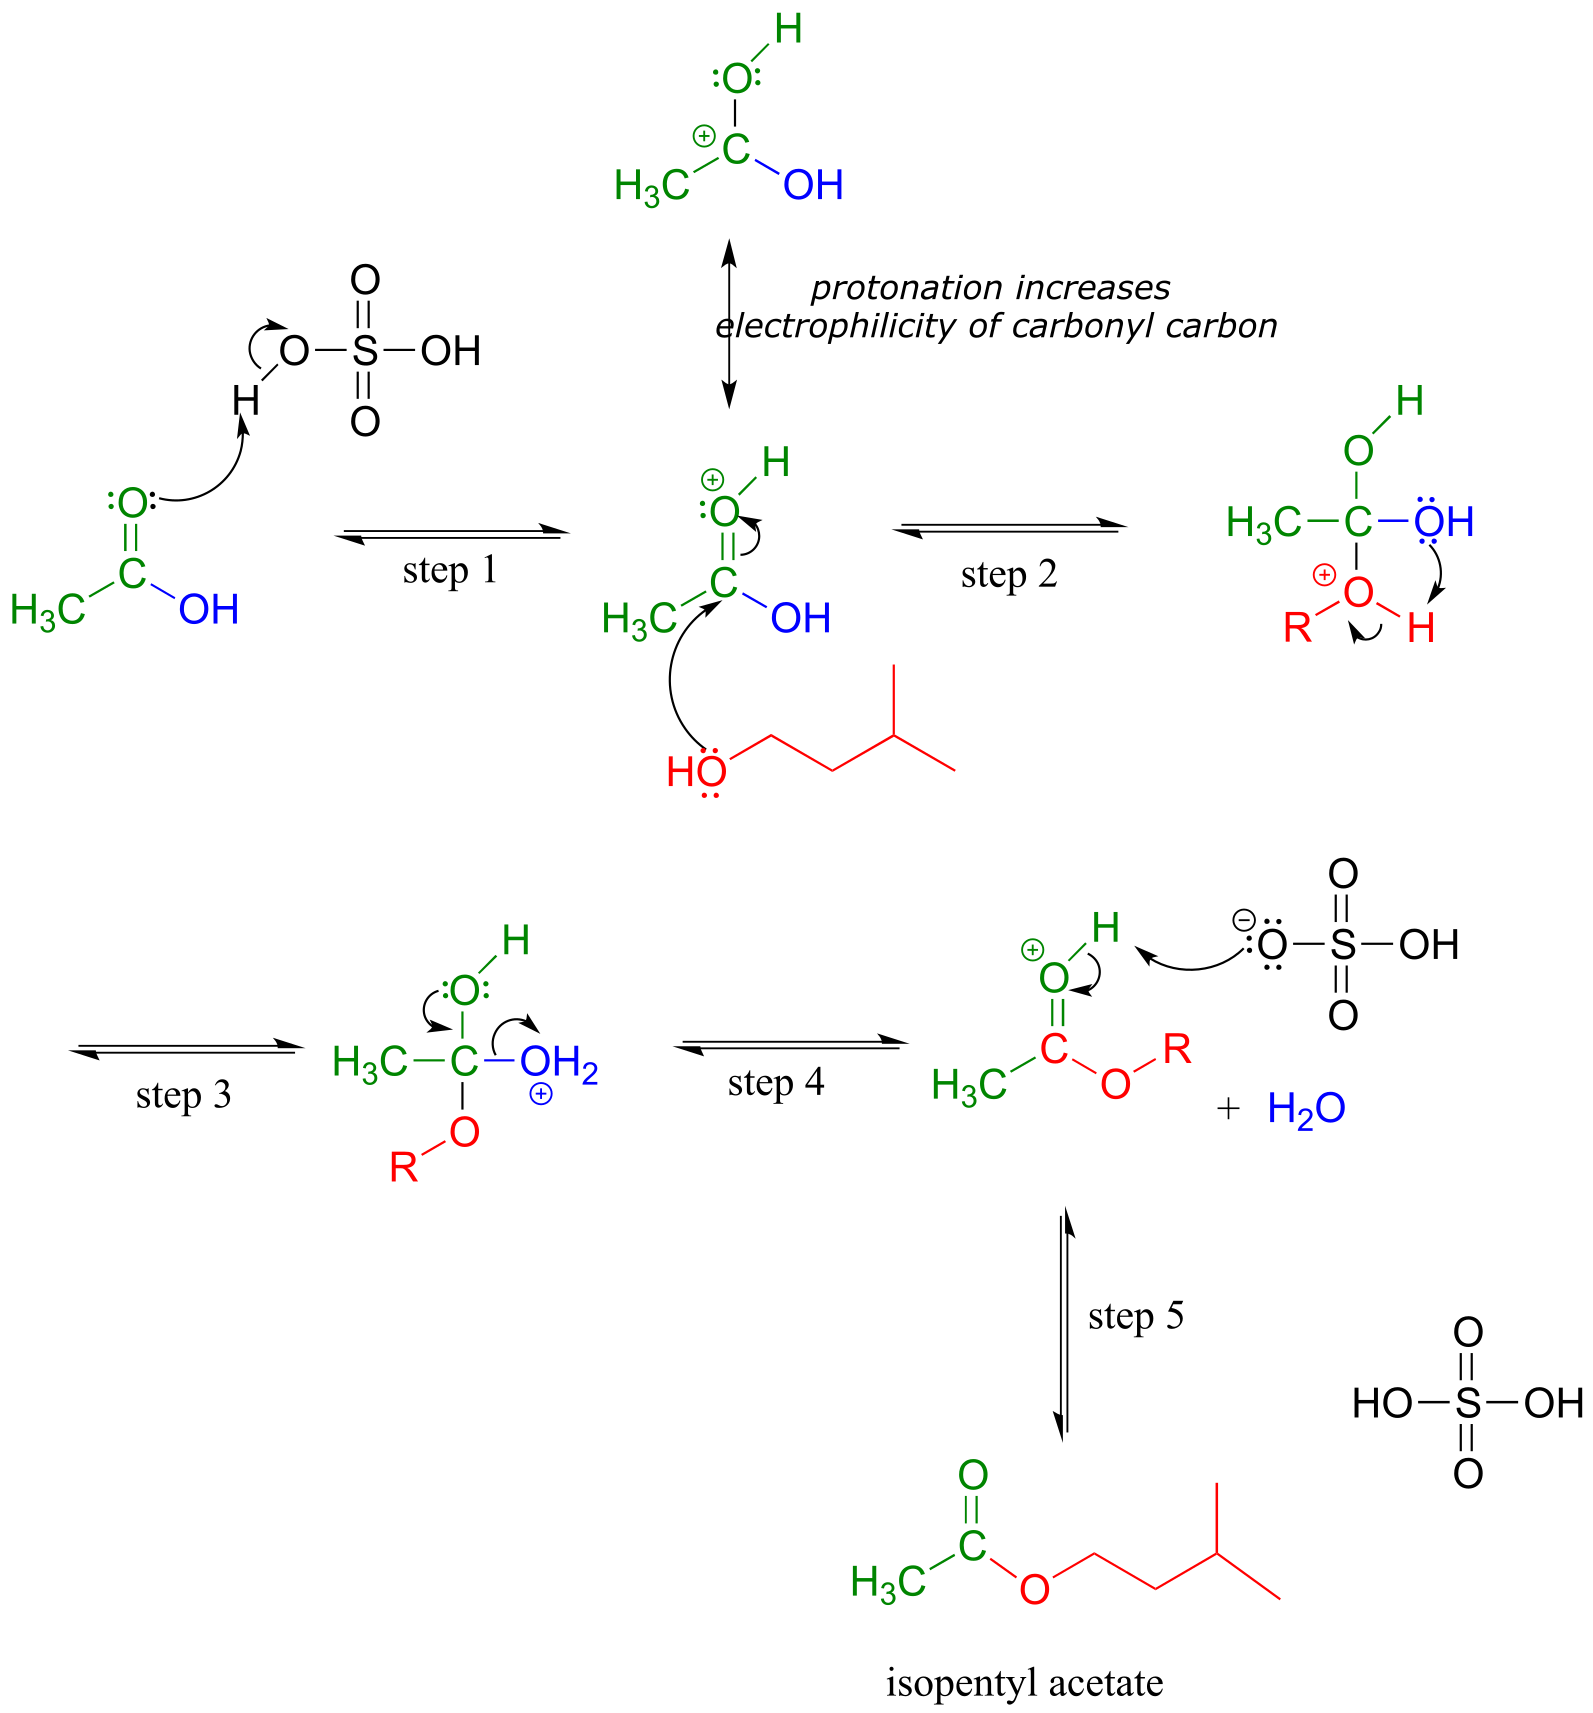 H
O
C
H₃C
OH
protonation increases
electrophilicity of carbonyl carbon
O
O S OH
H
O
O
C
H₃C OH
step 1
H
⊕
O
C
H₃C OH
HO
step 2
H
O
H₃C C OH
⊕
O
R H
step 3
H
O
H₃C C OH₂
⊕
O
R
step 4
H
⊕
O
C R
H₃C O
+ H₂O
O
⊖
O S OH
O
step 5
O
HO S OH
O
O
C
H₃C O
isopentyl acetate